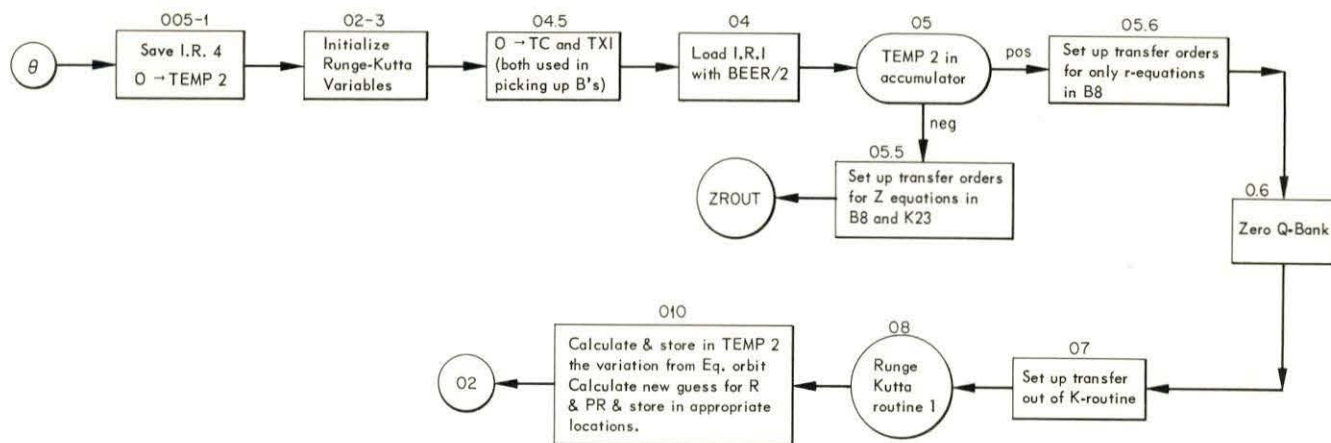 θ
005-1
Save I.R. 4
O → TEMP 2
02-3
Initialize
Runge-Kutta
Variables
04.5
O → TC and TXI
(both used in
picking up B's)
04
Load I.R.I
with BEER/2
05
TEMP 2 in
accumulator
pos
neg
05.6
Set up transfer orders
for only r-equations
in B8
05.5
Set up transfer orders
for Z equations in
B8 and K23
ZROUT
0.6
Zero Q-Bank
07
Set up transfer
out of K-routine
08
Runge
Kutta
routine 1
010
Calculate & store in TEMP 2
the variation from Eq. orbit
Calculate new guess for R
& PR & store in appropriate
locations.
02